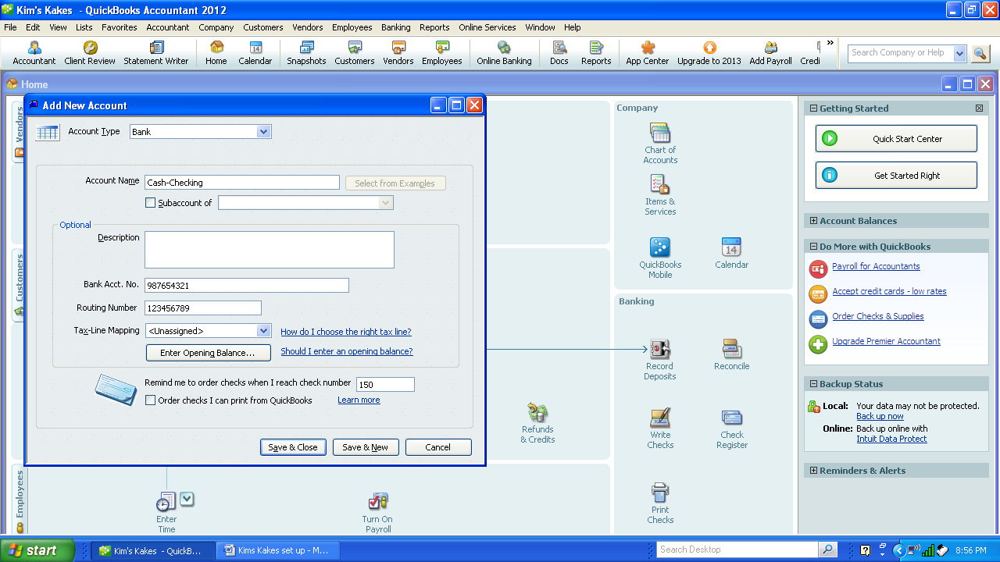 Kim's Kakes - QuickBooks Accountant 2012
File Edit View Lists Favorites Accountant Company Customers Vendors Employees Banking Reports Online Services Window Help
Accountant Client Review Statement Writer Home Calendar Snapshots Customers Vendors Employees Online Banking Docs Reports App Center Upgrade to 2013 Add Payroll Credi
Search Company or Help
Home
Add New Account
Account Type Bank
Account Name Cash-Checking Select from Examples
Subaccount of
Optional
Description
Bank Acct. No. 987654321
Routing Number 123456789
Tax-Line Mapping <Unassigned> How do I choose the right tax line?
Enter Opening Balance... Should I enter an opening balance?
Remind me to order checks when I reach check number 150
Order checks I can print from QuickBooks Learn more
Save & Close Save & New Cancel
Vendors
Customers
Employees
Refunds
& Credits
Enter
Time
Turn On
Payroll
Company
Chart of
Accounts
Items &
Services
QuickBooks
Mobile
14
Calendar
Banking
Record
Deposits
Reconcile
Write
Checks
Check
Register
Print
Checks
Getting Started
Quick Start Center
Get Started Right
Account Balances
Do More with QuickBooks
Payroll for Accountants
Accept credit cards - low rates
Order Checks & Supplies
Upgrade Premier Accountant
Backup Status
Local: Your data may not be protected.
Back up now
Online: Back up online with
Intuit Data Protect
Reminders & Alerts
start Kim's Kakes - QuickB... Kims Kakes set up - M... Search Desktop 8:56 PM